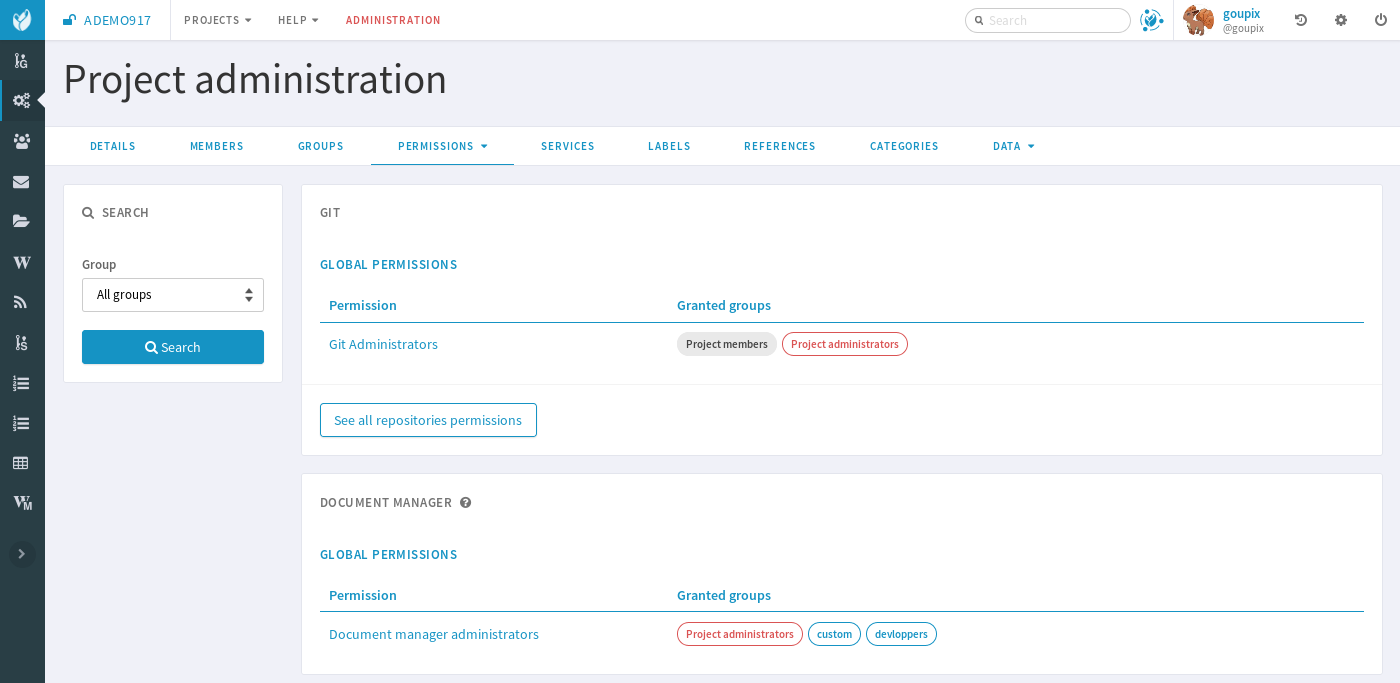 ADEMO917 PROJECTS HELP ADMINISTRATION Search goupix
@goupix
Project administration
DETAILS MEMBERS GROUPS PERMISSIONS SERVICES LABELS REFERENCES CATEGORIES DATA
SEARCH
Group
All groups
Search
GIT
GLOBAL PERMISSIONS
Permission Granted groups
Git Administrators Project members Project administrators
See all repositories permissions
DOCUMENT MANAGER
GLOBAL PERMISSIONS
Permission Granted groups
Document manager administrators Project administrators custom devloppers